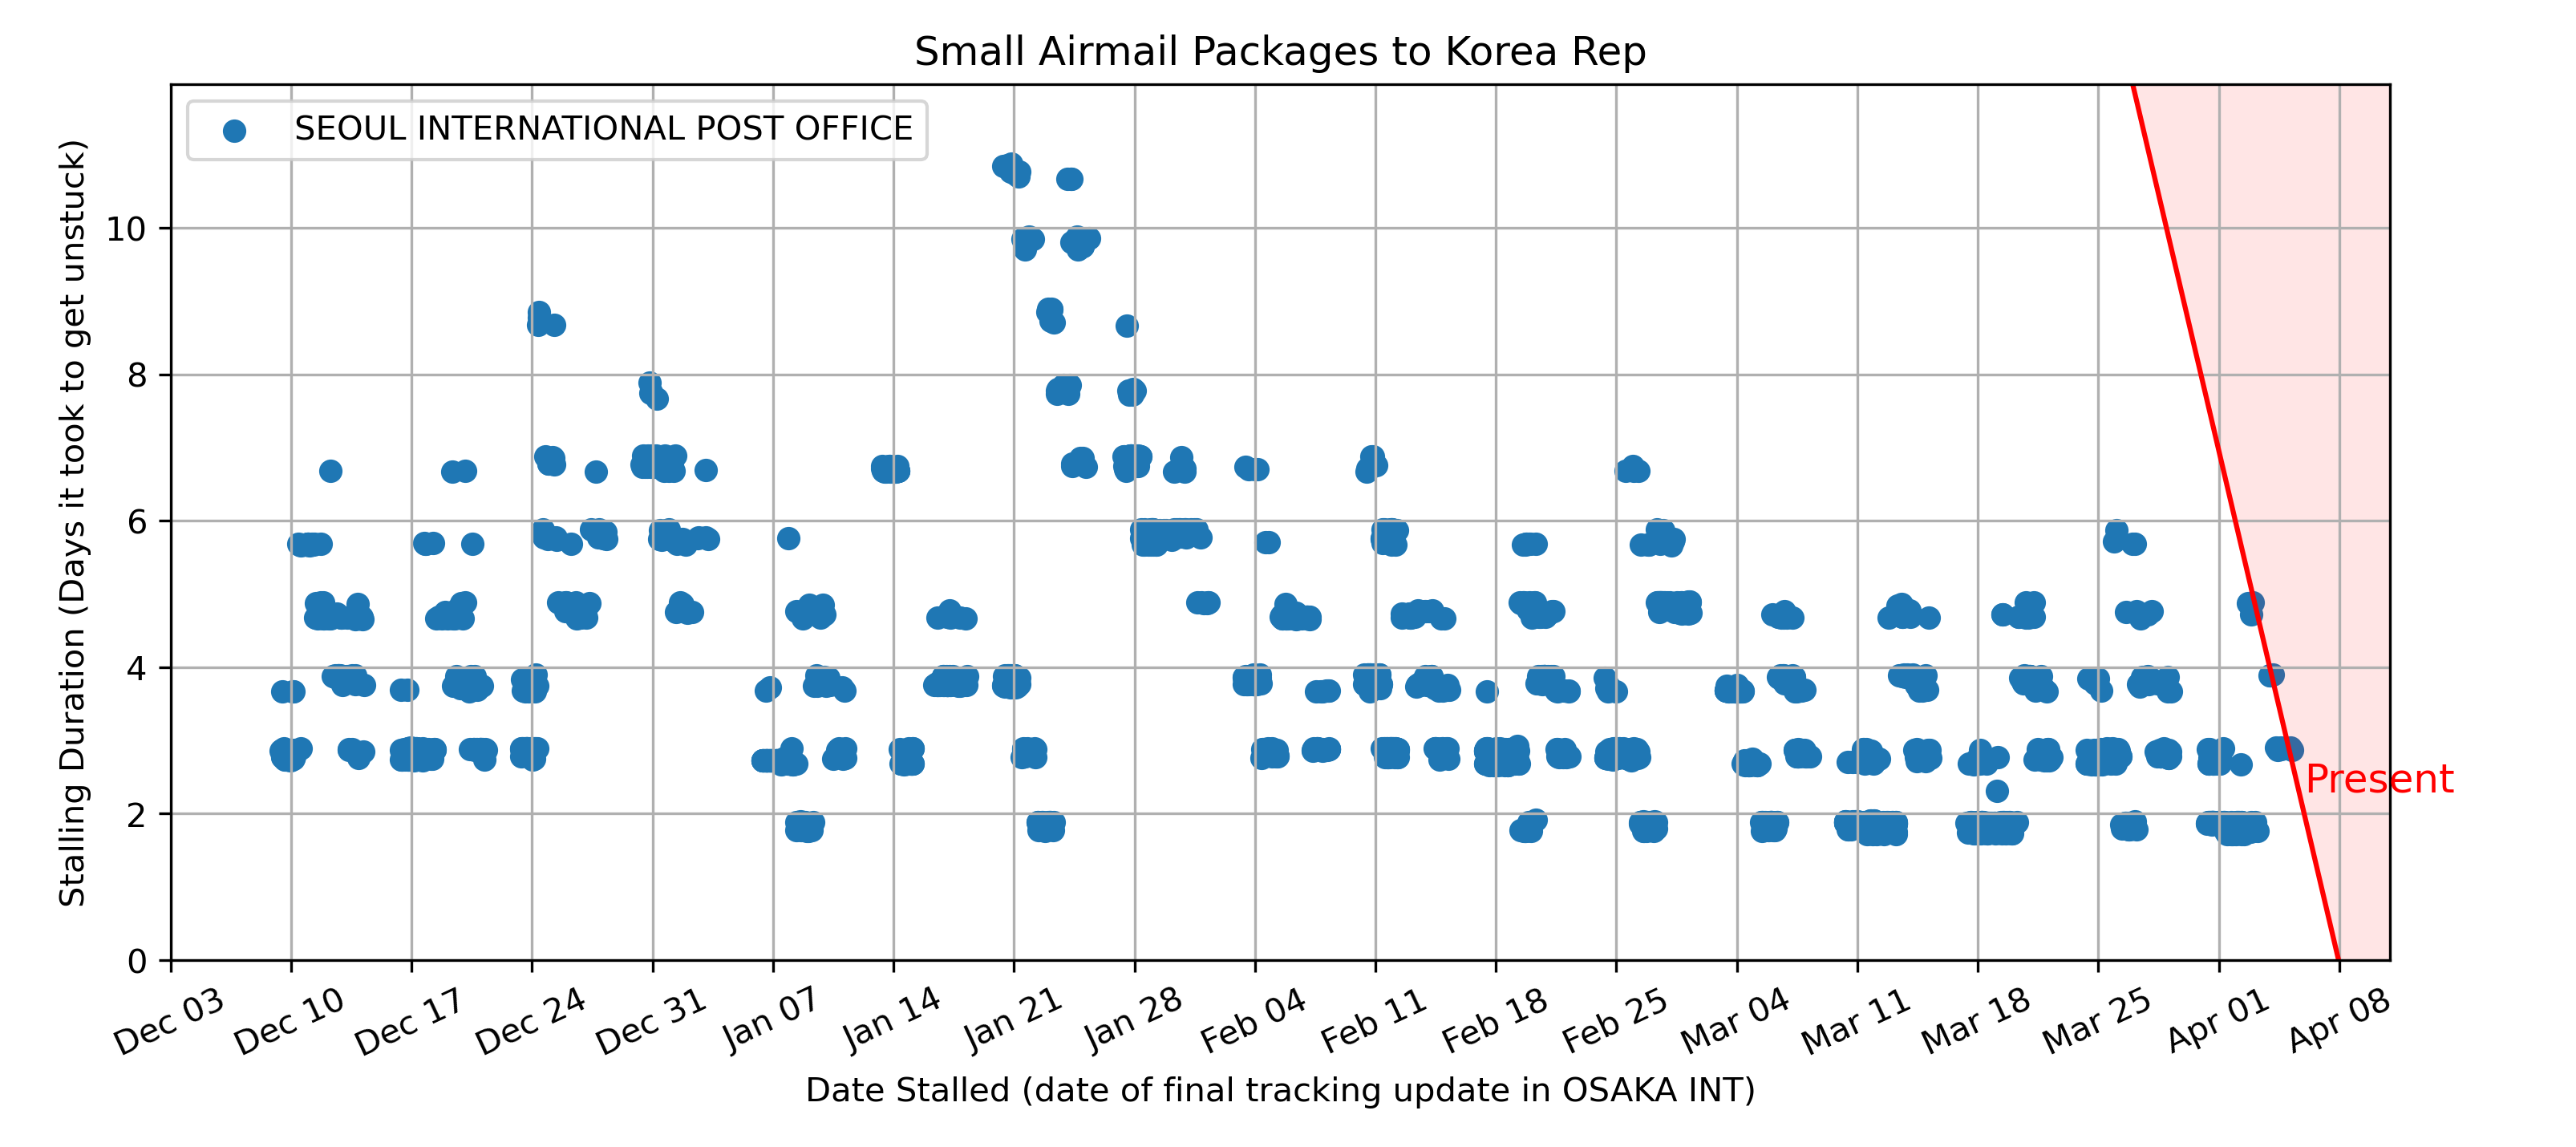 Small Airmail Packages to Korea Rep
SEOUL INTERNATIONAL POST OFFICE
Stalling Duration (Days it took to get unstuck)
10
8
6
4
2
0
Present
Dec 03
Dec 10
Dec 17
Dec 24
Dec 31
Jan 07
Jan 14
Jan 21
Jan 28
Feb 04
Feb 11
Feb 18
Feb 25
Mar 04
Mar 11
Mar 18
Mar 25
Apr 01
Apr 08
Date Stalled (date of final tracking update in OSAKA INT)